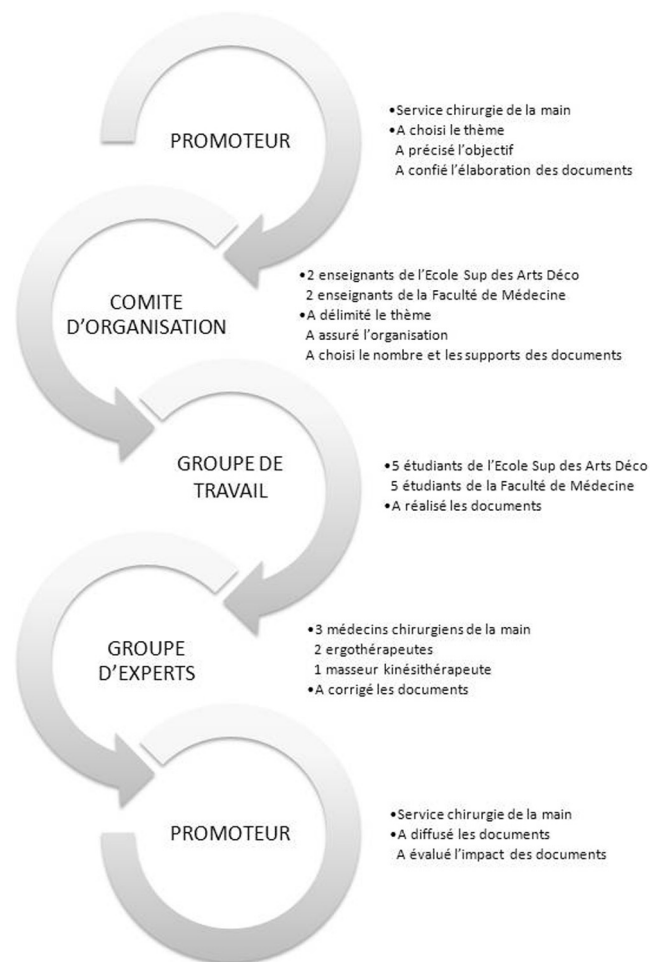 PROMOTEUR
•Service chirurgie de la main
•A choisi le thème
A précisé l'objectif
A confié l'élaboration des documents
COMITE
D'ORGANISATION
•2 enseignants de l'Ecole Sup des Arts Déco
2 enseignants de la Faculté de Médecine
•A délimité le thème
A assuré l'organisation
A choisi le nombre et les supports des documents
GROUPE DE
TRAVAIL
•5 étudiants de l'Ecole Sup des Arts Déco
5 étudiants de la Faculté de Médecine
•A réalisé les documents
GROUPE
D'EXPERTS
•3 médecins chirurgiens de la main
2 ergothérapeutes
1 masseur kinésithérapeute
•A corrigé les documents
PROMOTEUR
•Service chirurgie de la main
•A diffusé les documents
A évalué l'impact des documents